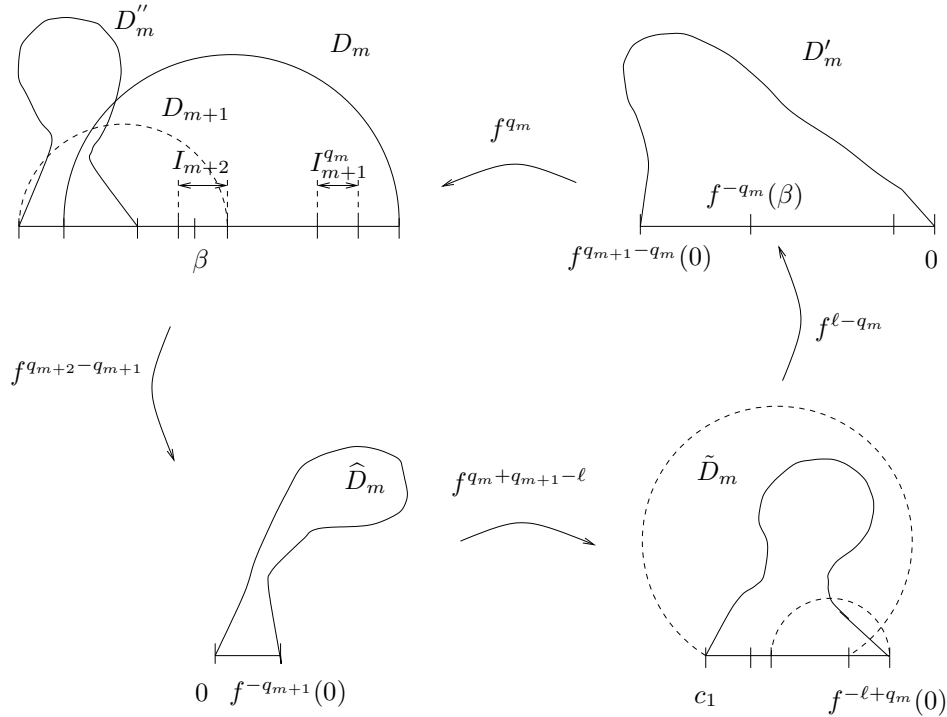 D''_m
D_m
D'_m
D_{m+1}
f^{q_m}
I_{m+2}
I^{q_m}_{m+1}
f^{-q_m}(β)
β
f^{q_{m+1}-q_m}(0)
0
f^{ℓ-q_m}
f^{q_{m+2}-q_{m+1}}
\widehat{D}_m
f^{q_m+q_{m+1}-ℓ}
\tilde{D}_m
0
f^{-q_{m+1}}(0)
c_1
f^{-ℓ+q_m}(0)